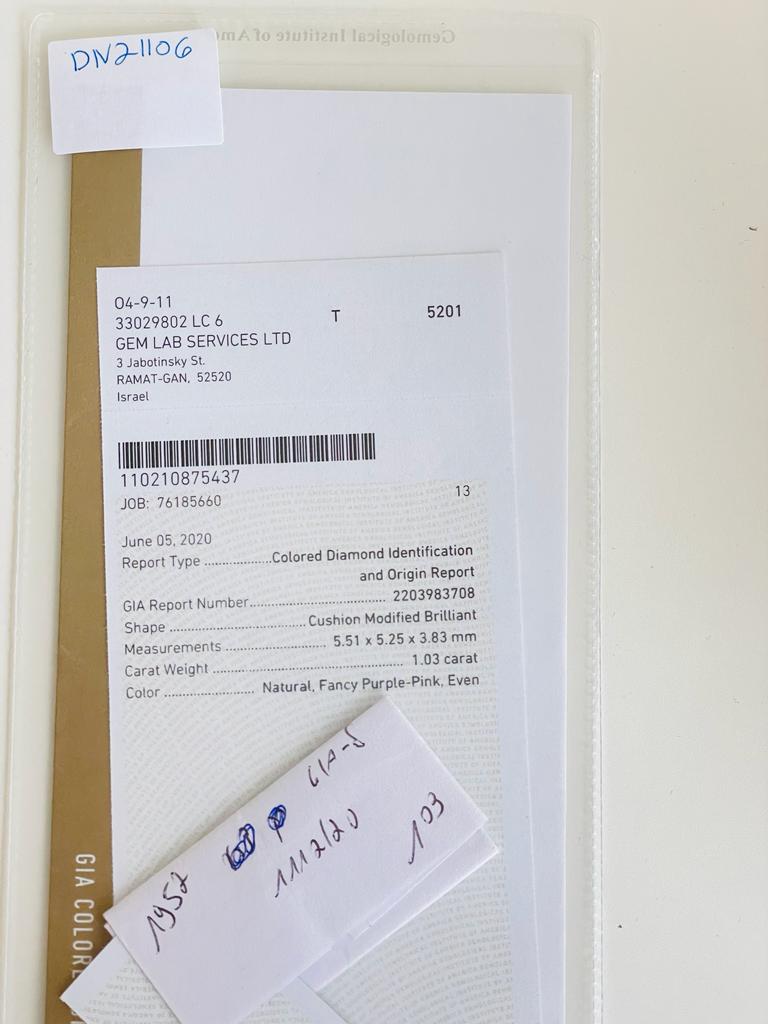 Gemological Institute of Am
DN21106
04-9-11
33029802 LC 6 T 5201
GEM LAB SERVICES LTD
3 Jabotinsky St.
RAMAT-GAN, 52520
Israel
110210875437
JOB: 76185660 13
June 05, 2020
Report Type ..................Colored Diamond Identification
and Origin Report
GIA Report Number.................................... 2203983708
Shape .................................... Cushion Modified Brilliant
Measurements ........................... 5.51 x 5.25 x 3.83 mm
Carat Weight .................................................. 1.03 carat
Color ....................... Natural, Fancy Purple-Pink, Even
GIA-S
1952 1112/20 103
GIA COLORE